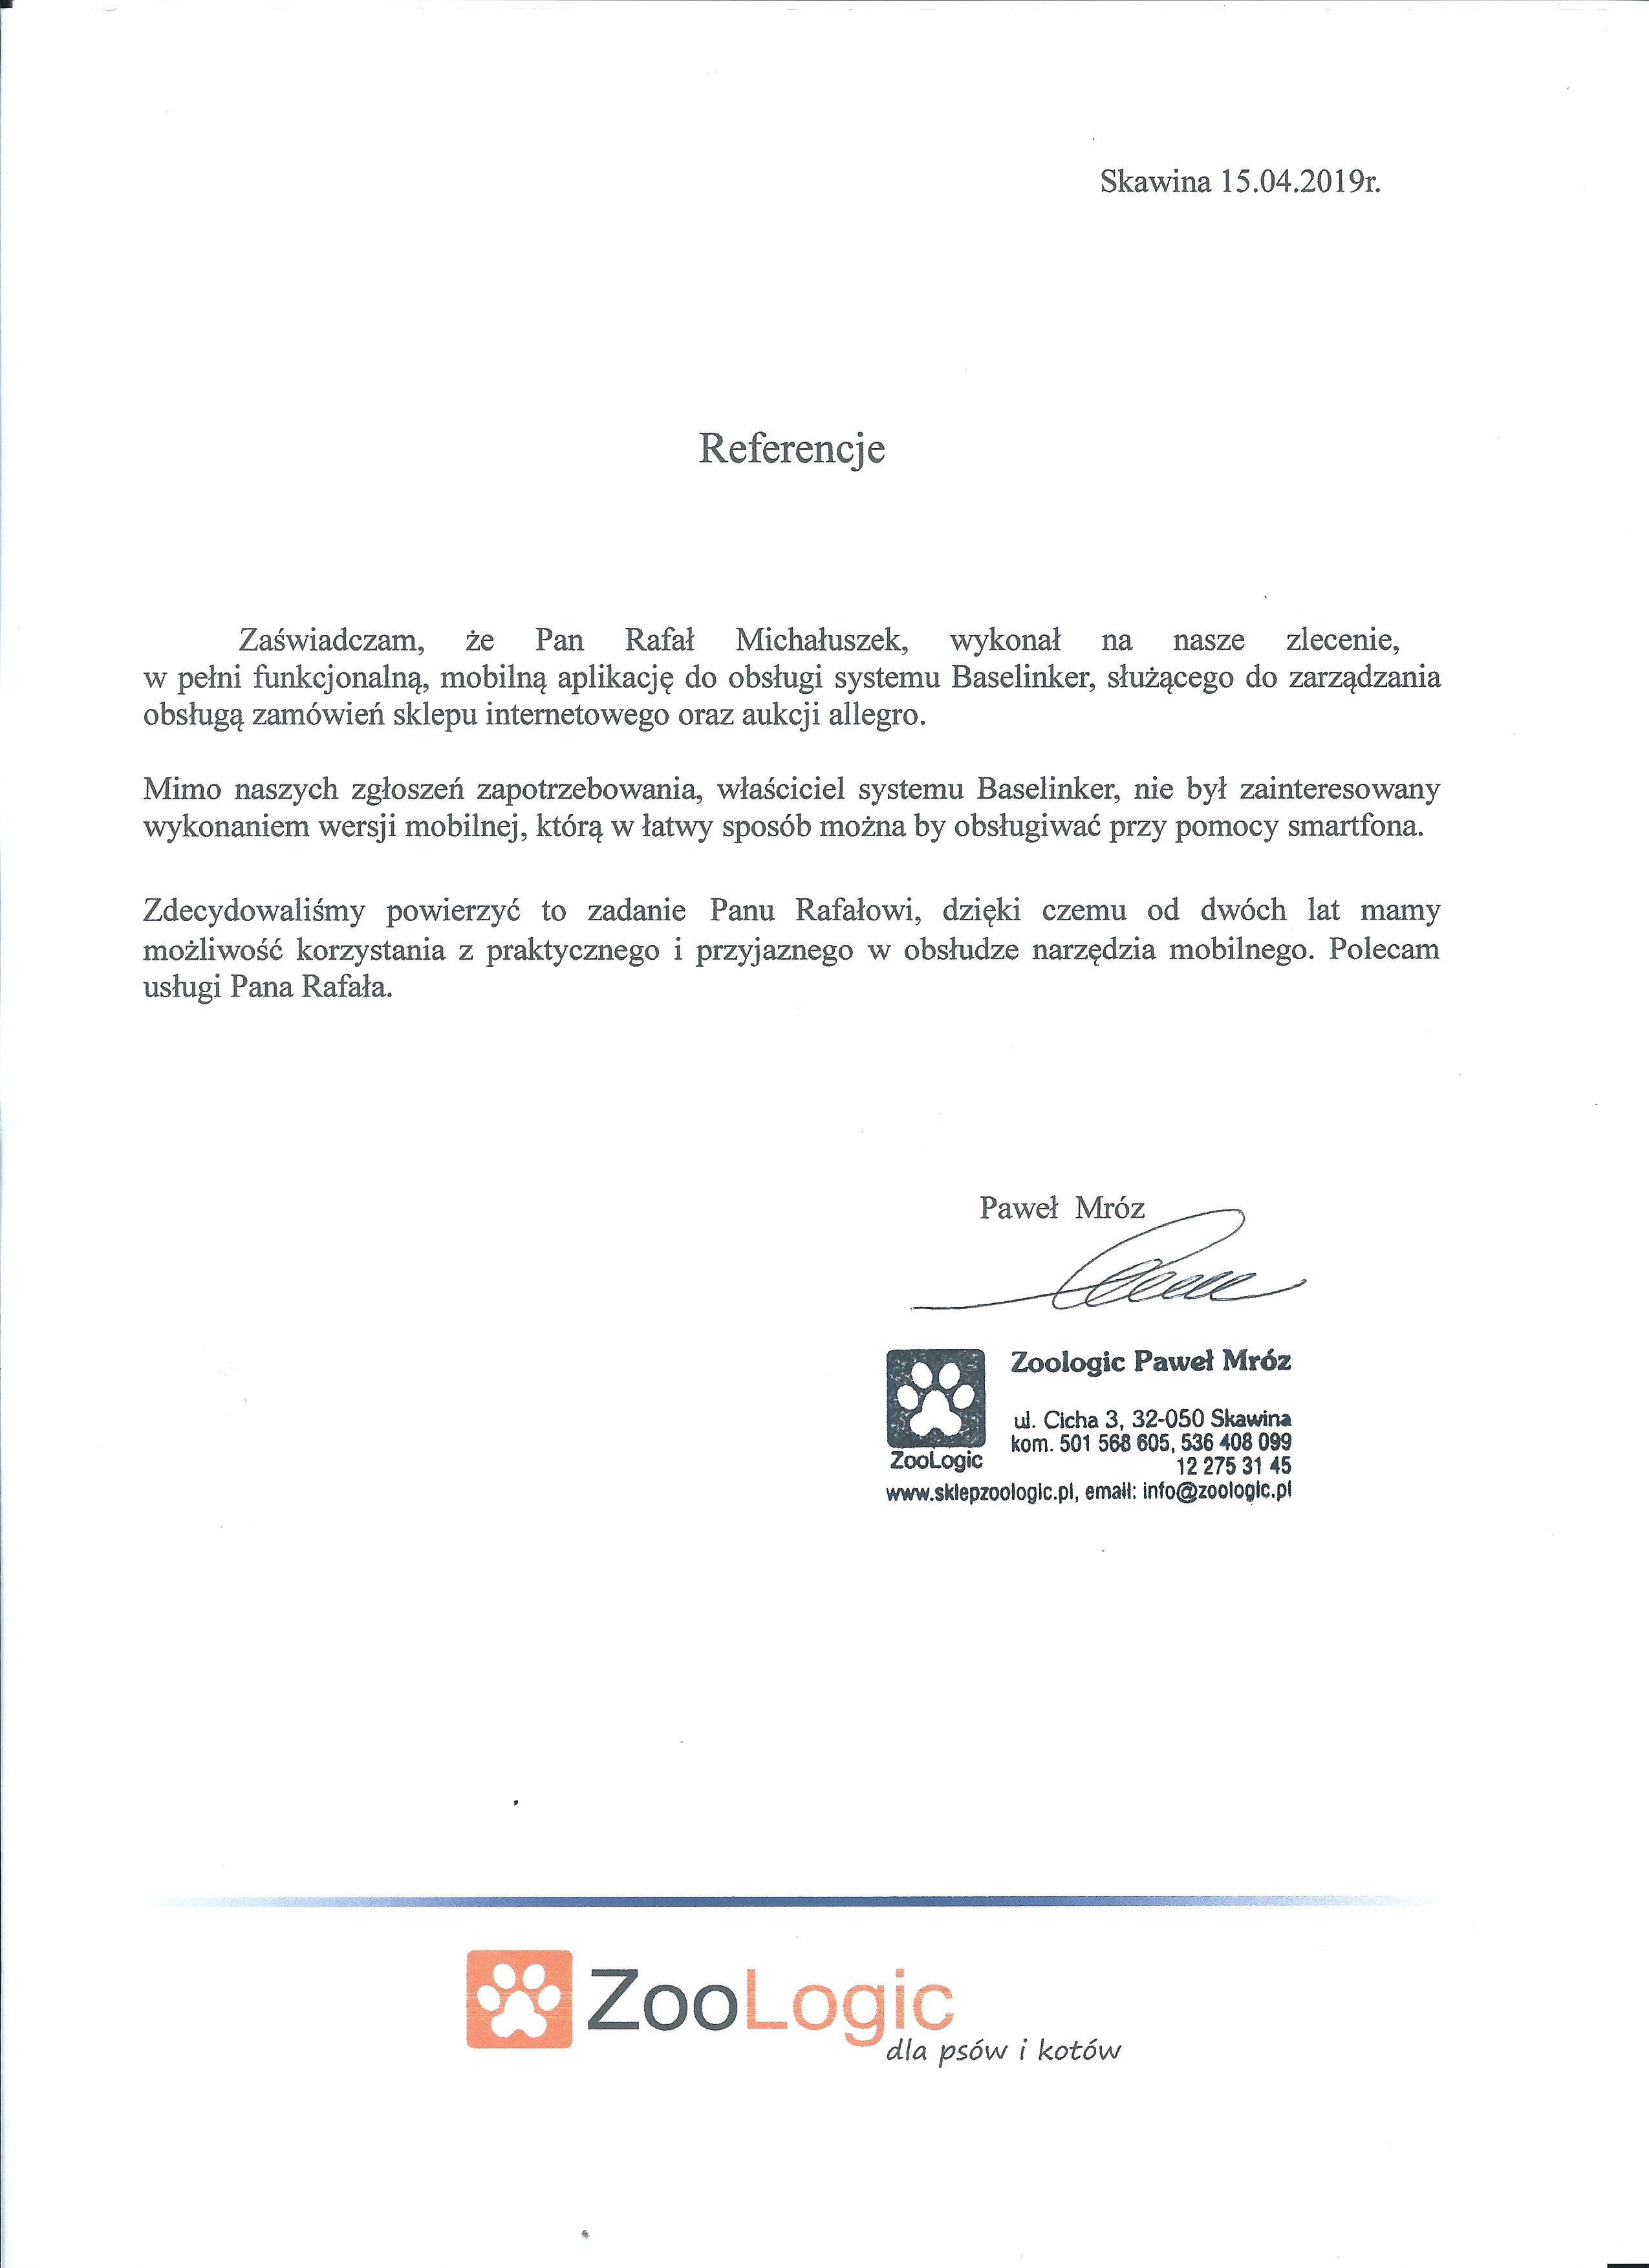 Skawina 15.04.2019r.
Referencje
Zaświadczam, że Pan Rafał Michałuszek, wykonał na nasze zlecenie,
w pełni funkcjonalną, mobilną aplikację do obsługi systemu Baselinker, służącego do zarządzania
obsługą zamówień sklepu internetowego oraz aukcji allegro.
Mimo naszych zgłoszeń zapotrzebowania, właściciel systemu Baselinker, nie był zainteresowany
wykonaniem wersji mobilnej, którą w łatwy sposób można by obsługiwać przy pomocy smartfona.
Zdecydowaliśmy powierzyć to zadanie Panu Rafałowi, dzięki czemu od dwóch lat mamy
możliwość korzystania z praktycznego i przyjaznego w obsłudze narzędzia mobilnego. Polecam
usługi Pana Rafała.
Paweł Mróz
Zoologic Paweł Mróz
ul. Cicha 3, 32-050 Skawina
kom. 501 568 605, 536 408 099
ZooLogic 12 275 31 45
www.sklepzoologic.pl, email: info@zoologic.pl
ZooLogic
dla psów i kotów